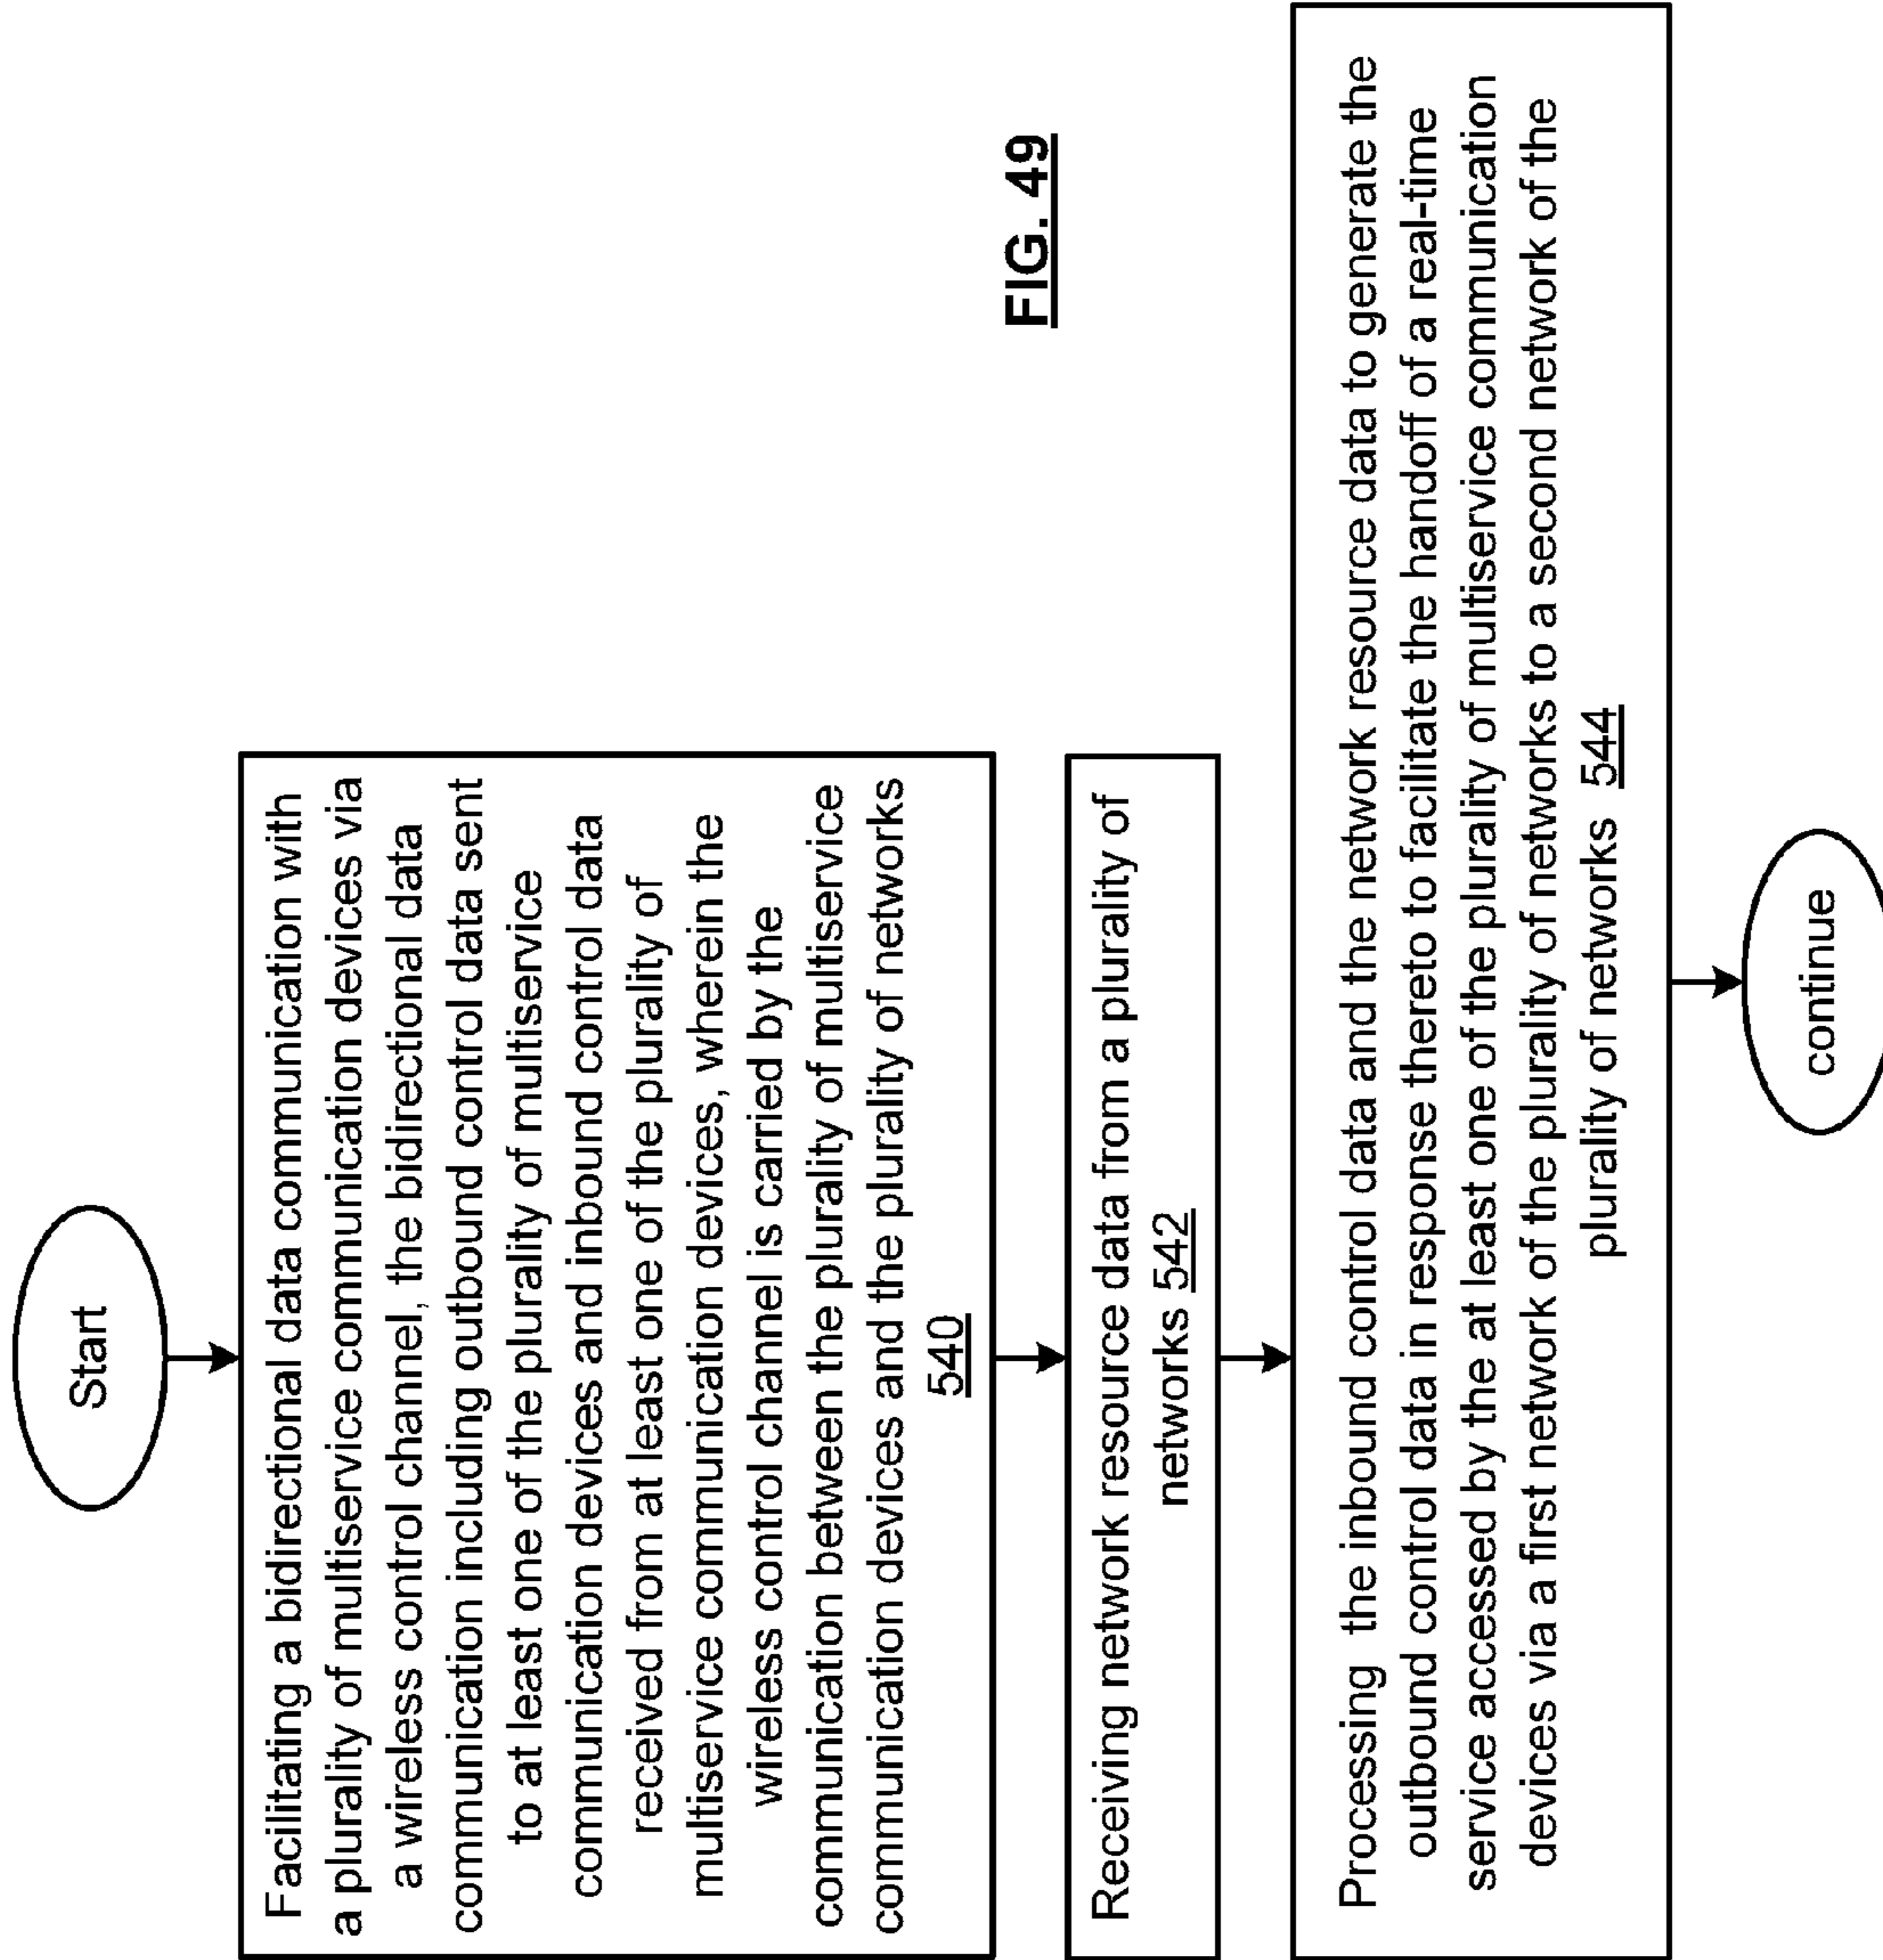 Start
Facilitating a bidirectional data communication with
a plurality of multiservice communication devices via
a wireless control channel, the bidirectional data
communication including outbound control data sent
to at least one of the plurality of multiservice
communication devices and inbound control data
received from at least one of the plurality of
multiservice communication devices, wherein the
wireless control channel is carried by the
communication between the plurality of multiservice
communication devices and the plurality of networks
540
Receiving network resource data from a plurality of
networks 542
Processing the inbound control data and the network resource data to generate the
outbound control data in response thereto to facilitate the handoff of a real-time
service accessed by the at least one of the plurality of multiservice communication
devices via a first network of the plurality of networks to a second network of the
plurality of networks 544
continue
FIG. 49